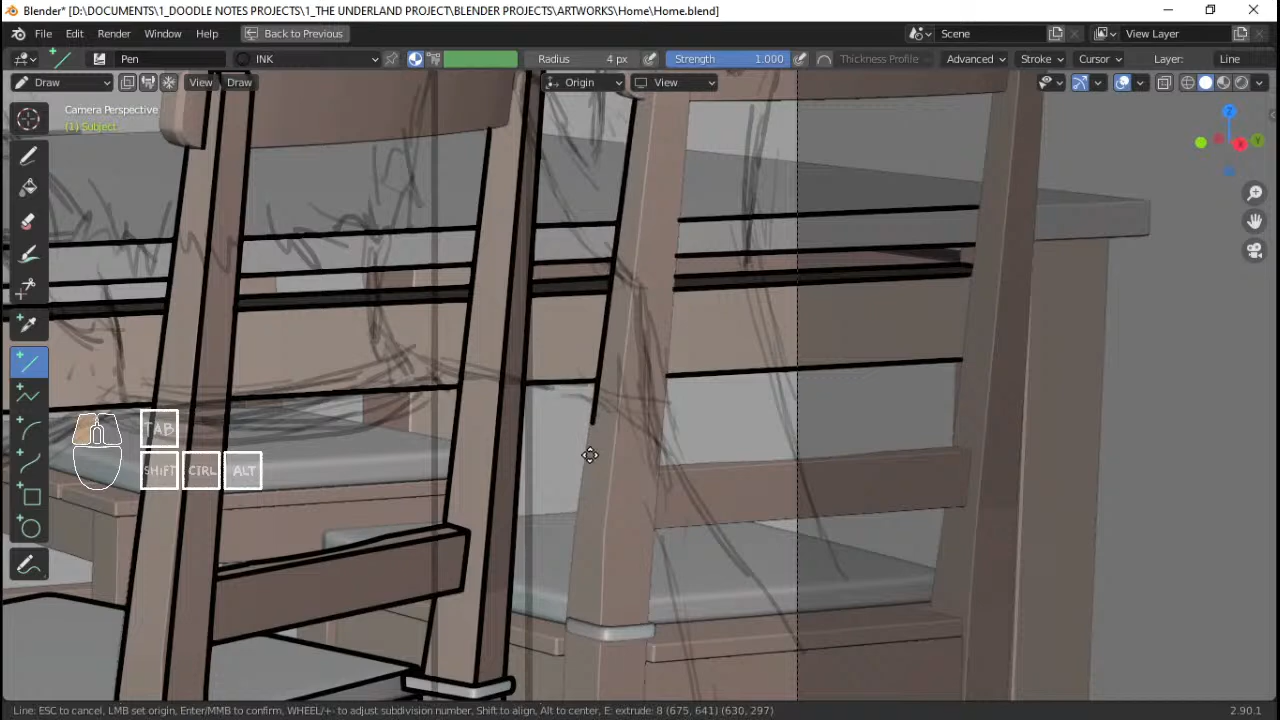 Blender* [D:\DOCUMENTS\1_DOODLE NOTES PROJECTS\1_THE UNDERLAND PROJECT\BLENDER PROJECTS\ARTWORKS\Home\Home.blend]
File Edit Render Window Help Back to Previous Scene View Layer
Pen INK Radius 4 px Strength 1.000 Thickness Profile Advanced Stroke Cursor Layer: Line
Draw View Draw Origin View
Camera Perspective
(1) Subject
Z
Y
X
TAB
SHIFT CTRL ALT
Line: ESC to cancel, LMB set origin, Enter/MMB to confirm, WHEEL/+- to adjust subdivision number, Shift to align, Alt to center, E: extrude: 8 (675, 641) (630, 297)
2.90.1